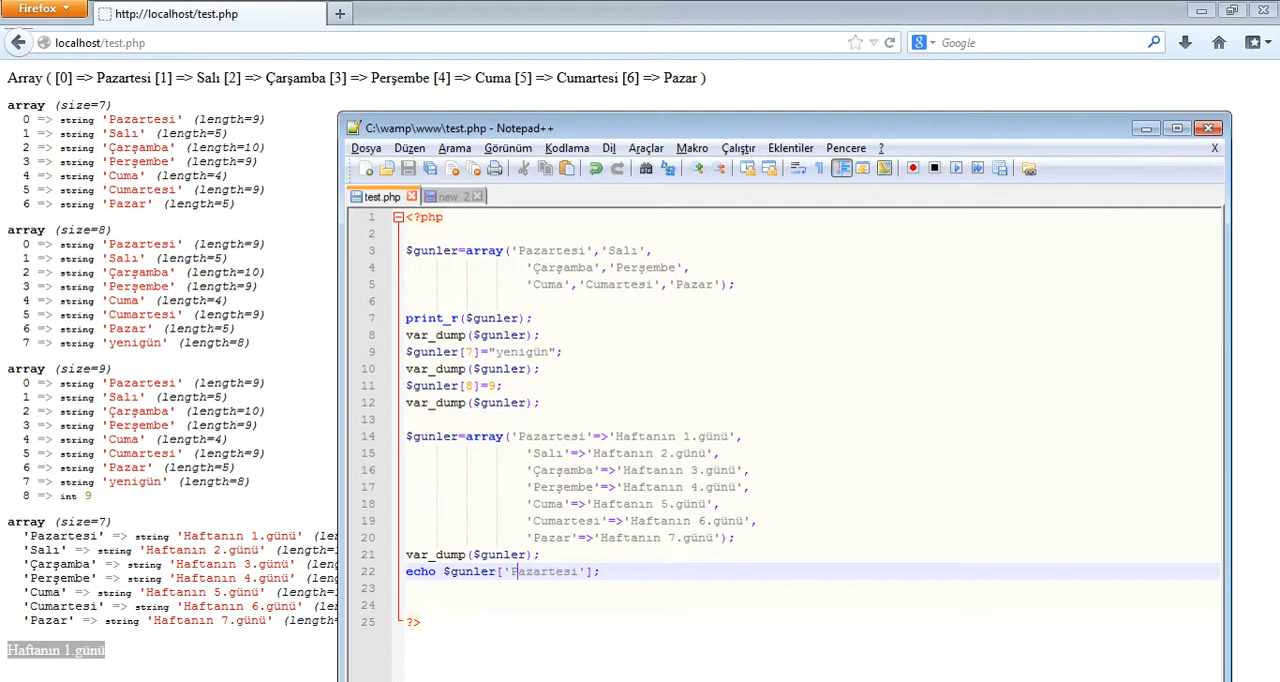 Firefox
http://localhost/test.php
localhost/test.php
Google
Array ( [0] => Pazartesi [1] => Salı [2] => Çarşamba [3] => Perşembe [4] => Cuma [5] => Cumartesi [6] => Pazar )
array (size=7)
0 => string 'Pazartesi' (length=9)
1 => string 'Salı' (length=5)
2 => string 'Çarşamba' (length=10)
3 => string 'Perşembe' (length=9)
4 => string 'Cuma' (length=4)
5 => string 'Cumartesi' (length=9)
6 => string 'Pazar' (length=5)
array (size=8)
0 => string 'Pazartesi' (length=9)
1 => string 'Salı' (length=5)
2 => string 'Çarşamba' (length=10)
3 => string 'Perşembe' (length=9)
4 => string 'Cuma' (length=4)
5 => string 'Cumartesi' (length=9)
6 => string 'Pazar' (length=5)
7 => string 'yenigün' (length=8)
array (size=9)
0 => string 'Pazartesi' (length=9)
1 => string 'Salı' (length=5)
2 => string 'Çarşamba' (length=10)
3 => string 'Perşembe' (length=9)
4 => string 'Cuma' (length=4)
5 => string 'Cumartesi' (length=9)
6 => string 'Pazar' (length=5)
7 => string 'yenigün' (length=8)
8 => int 9
array (size=7)
'Pazartesi' => string 'Haftanın 1.günü' (le
'Salı' => string 'Haftanın 2.günü' (length=
'Çarşamba' => string 'Haftanın 3.günü' (len
'Perşembe' => string 'Haftanın 4.günü' (len
'Cuma' => string 'Haftanın 5.günü' (length=
'Cumartesi' => string 'Haftanın 6.günü' (le
'Pazar' => string 'Haftanın 7.günü' (length
Haftanın 1.günü
C:\wamp\www\test.php - Notepad++
Dosya Düzen Arama Görünüm Kodlama Dil Araçlar Makro Çalıştır Eklentiler Pencere ? X
test.php new 2
1 <?php
2
3 $gunler=array('Pazartesi','Salı',
4 'Çarşamba','Perşembe',
5 'Cuma','Cumartesi','Pazar');
6
7 print_r($gunler);
8 var_dump($gunler);
9 $gunler[7]="yenigün";
10 var_dump($gunler);
11 $gunler[8]=9;
12 var_dump($gunler);
13
14 $gunler=array('Pazartesi'=>'Haftanın 1.günü',
15 'Salı'=>'Haftanın 2.günü',
16 'Çarşamba'=>'Haftanın 3.günü',
17 'Perşembe'=>'Haftanın 4.günü',
18 'Cuma'=>'Haftanın 5.günü',
19 'Cumartesi'=>'Haftanın 6.günü',
20 'Pazar'=>'Haftanın 7.günü');
21 var_dump($gunler);
22 echo $gunler['Pazartesi'];
23
24
25 ?>